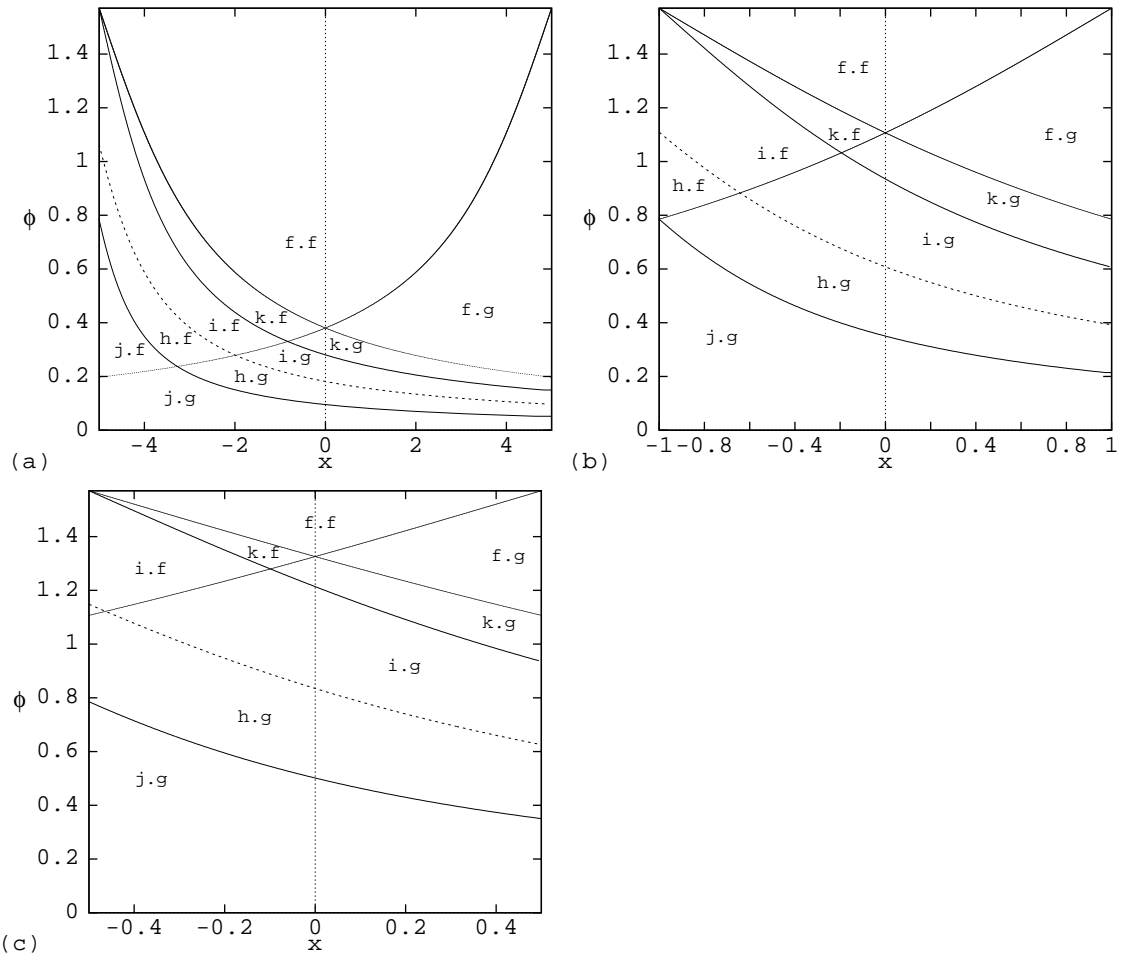 1.4
1.2
1
0.8
ϕ
0.6
0.4
0.2
0
f.f
f.g
k.f
k.g
i.f
i.g
h.f
h.g
j.f
j.g
-4 -2 0 2 4
x
(a)
1.4
1.2
1
0.8
ϕ
0.6
0.4
0.2
0
f.f
f.g
k.f
i.f
h.f
k.g
i.g
h.g
j.g
-1 -0.8 -0.4 0 0.4 0.8 1
x
(b)
1.4
1.2
1
0.8
ϕ
0.6
0.4
0.2
0
f.f
k.f
f.g
i.f
k.g
i.g
h.g
j.g
-0.4 -0.2 0 0.2 0.4
x
(c)